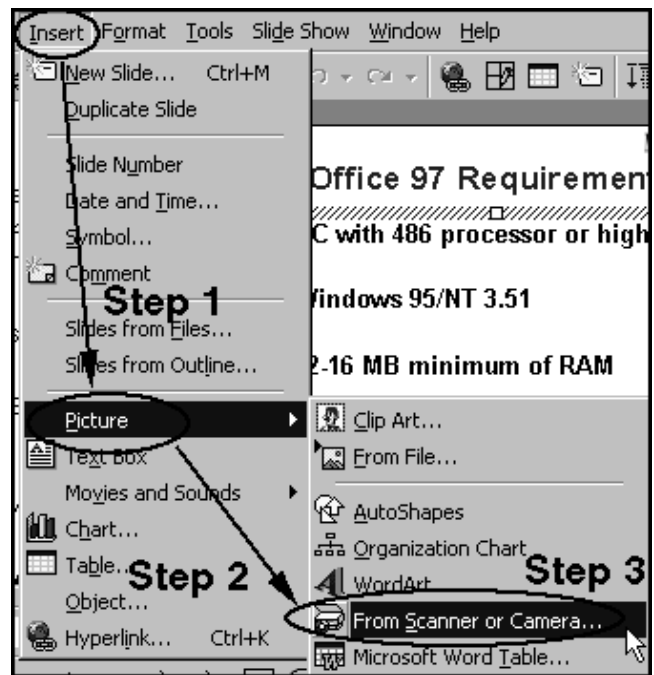 Insert Format Tools Slide Show Window Help
New Slide... Ctrl+M
Duplicate Slide
Slide Number
Office 97 Requiremen
Date and Time...
C with 486 processor or high
Symbol...
Comment
Step 1
indows 95/NT 3.51
Slides from Files...
Slides from Outline...
2-16 MB minimum of RAM
Picture
Clip Art...
Text Box
From File...
Movies and Sounds
AutoShapes
Chart...
Organization Chart
Table...
Step 2
WordArt
Step 3
Object...
From Scanner or Camera...
Hyperlink... Ctrl+K
Microsoft Word Table...